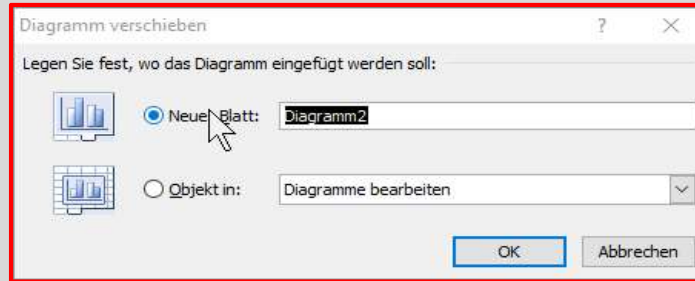 Diagramm verschieben ?
Legen Sie fest, wo das Diagramm eingefügt werden soll:
Neues Blatt: Diagramm2
Objekt in: Diagramme bearbeiten
OK Abbrechen